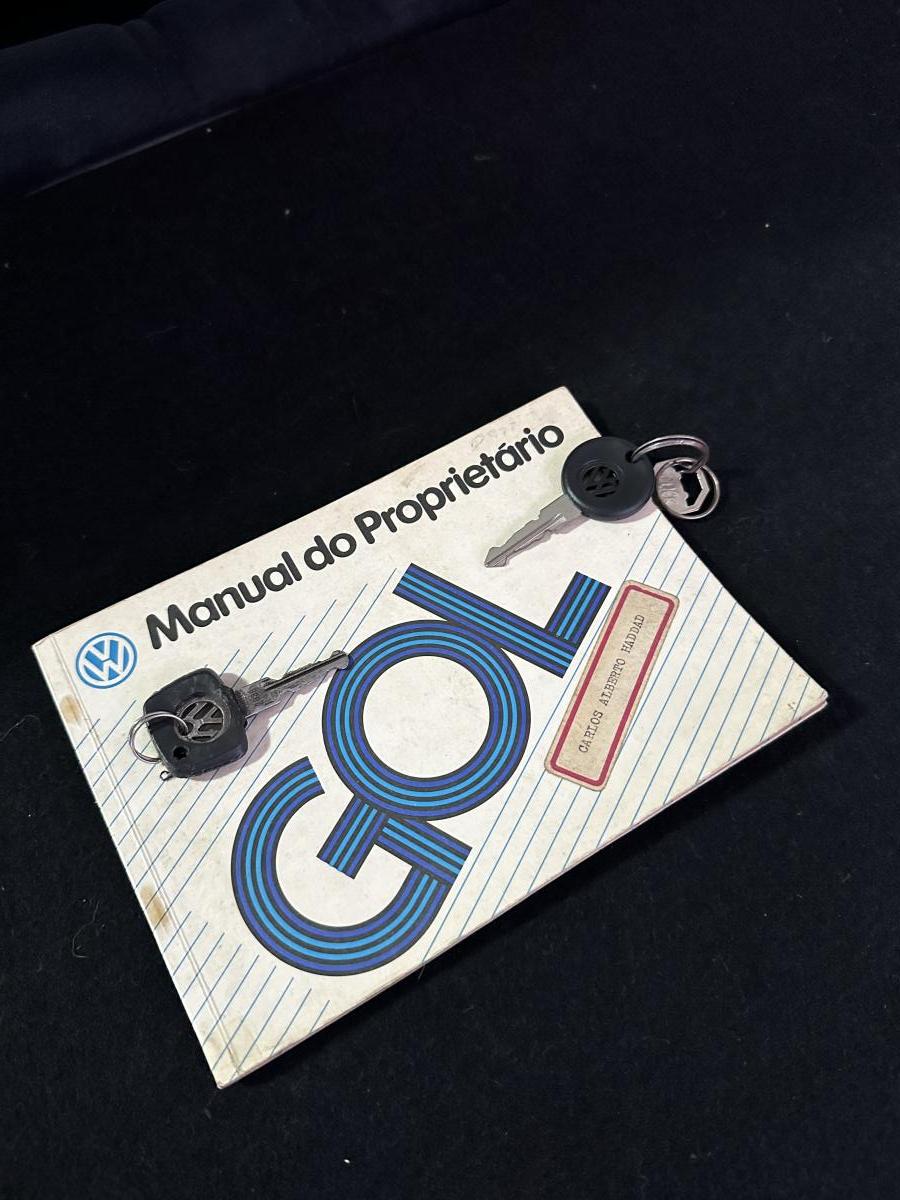 Manual do Proprietário
GOL
CARLOS ALBERTO HADDAD